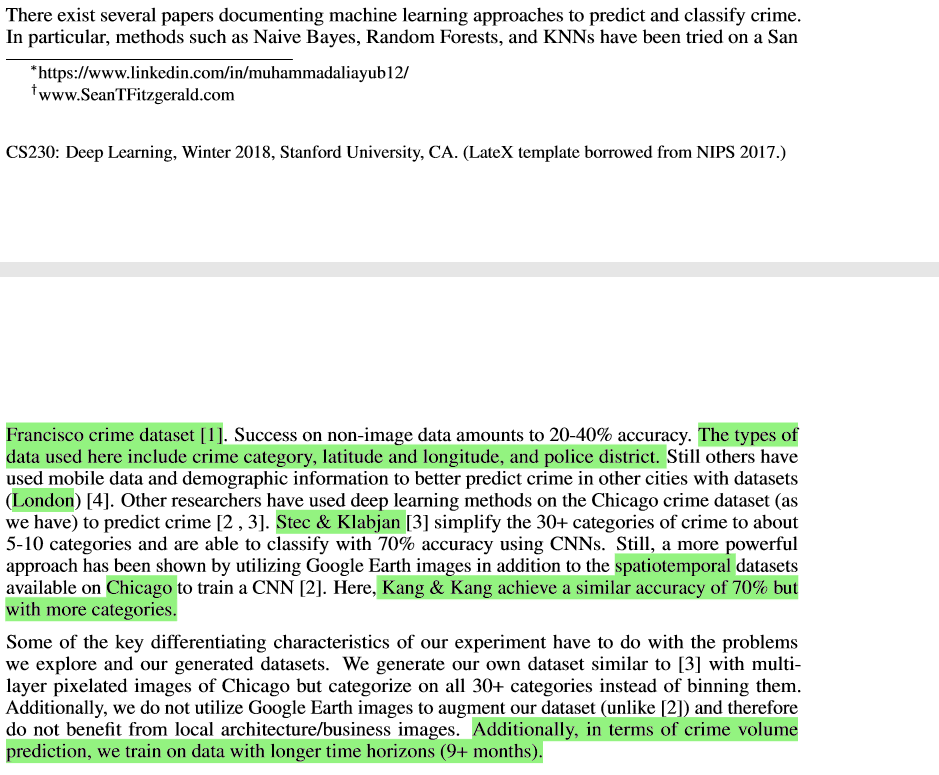 There exist several papers documenting machine learning approaches to predict and classify crime.
In particular, methods such as Naive Bayes, Random Forests, and KNNs have been tried on a San
*https://www.linkedin.com/in/muhammadaliayub12/
†www.SeanTFitzgerald.com
CS230: Deep Learning, Winter 2018, Stanford University, CA. (LateX template borrowed from NIPS 2017.)
Francisco crime dataset [1]. Success on non-image data amounts to 20-40% accuracy. The types of
data used here include crime category, latitude and longitude, and police district. Still others have
used mobile data and demographic information to better predict crime in other cities with datasets
(London) [4]. Other researchers have used deep learning methods on the Chicago crime dataset (as
we have) to predict crime [2 , 3]. Stec & Klabjan [3] simplify the 30+ categories of crime to about
5-10 categories and are able to classify with 70% accuracy using CNNs. Still, a more powerful
approach has been shown by utilizing Google Earth images in addition to the spatiotemporal datasets
available on Chicago to train a CNN [2]. Here, Kang & Kang achieve a similar accuracy of 70% but
with more categories.
Some of the key differentiating characteristics of our experiment have to do with the problems
we explore and our generated datasets. We generate our own dataset similar to [3] with multi-
layer pixelated images of Chicago but categorize on all 30+ categories instead of binning them.
Additionally, we do not utilize Google Earth images to augment our dataset (unlike [2]) and therefore
do not benefit from local architecture/business images. Additionally, in terms of crime volume
prediction, we train on data with longer time horizons (9+ months).